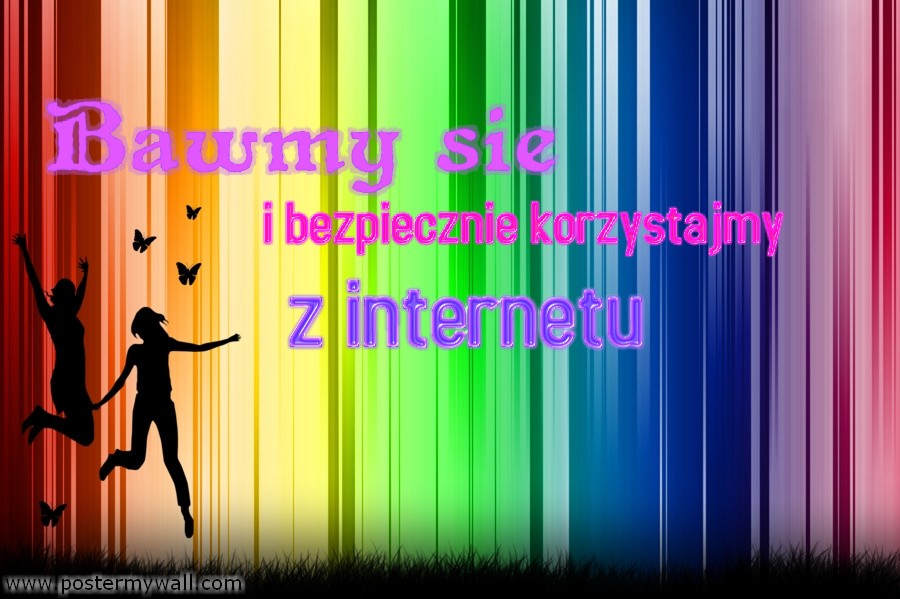 Bawmy sie
i bezpiecznie korzystajmy
z internetu
www.postermywall.com